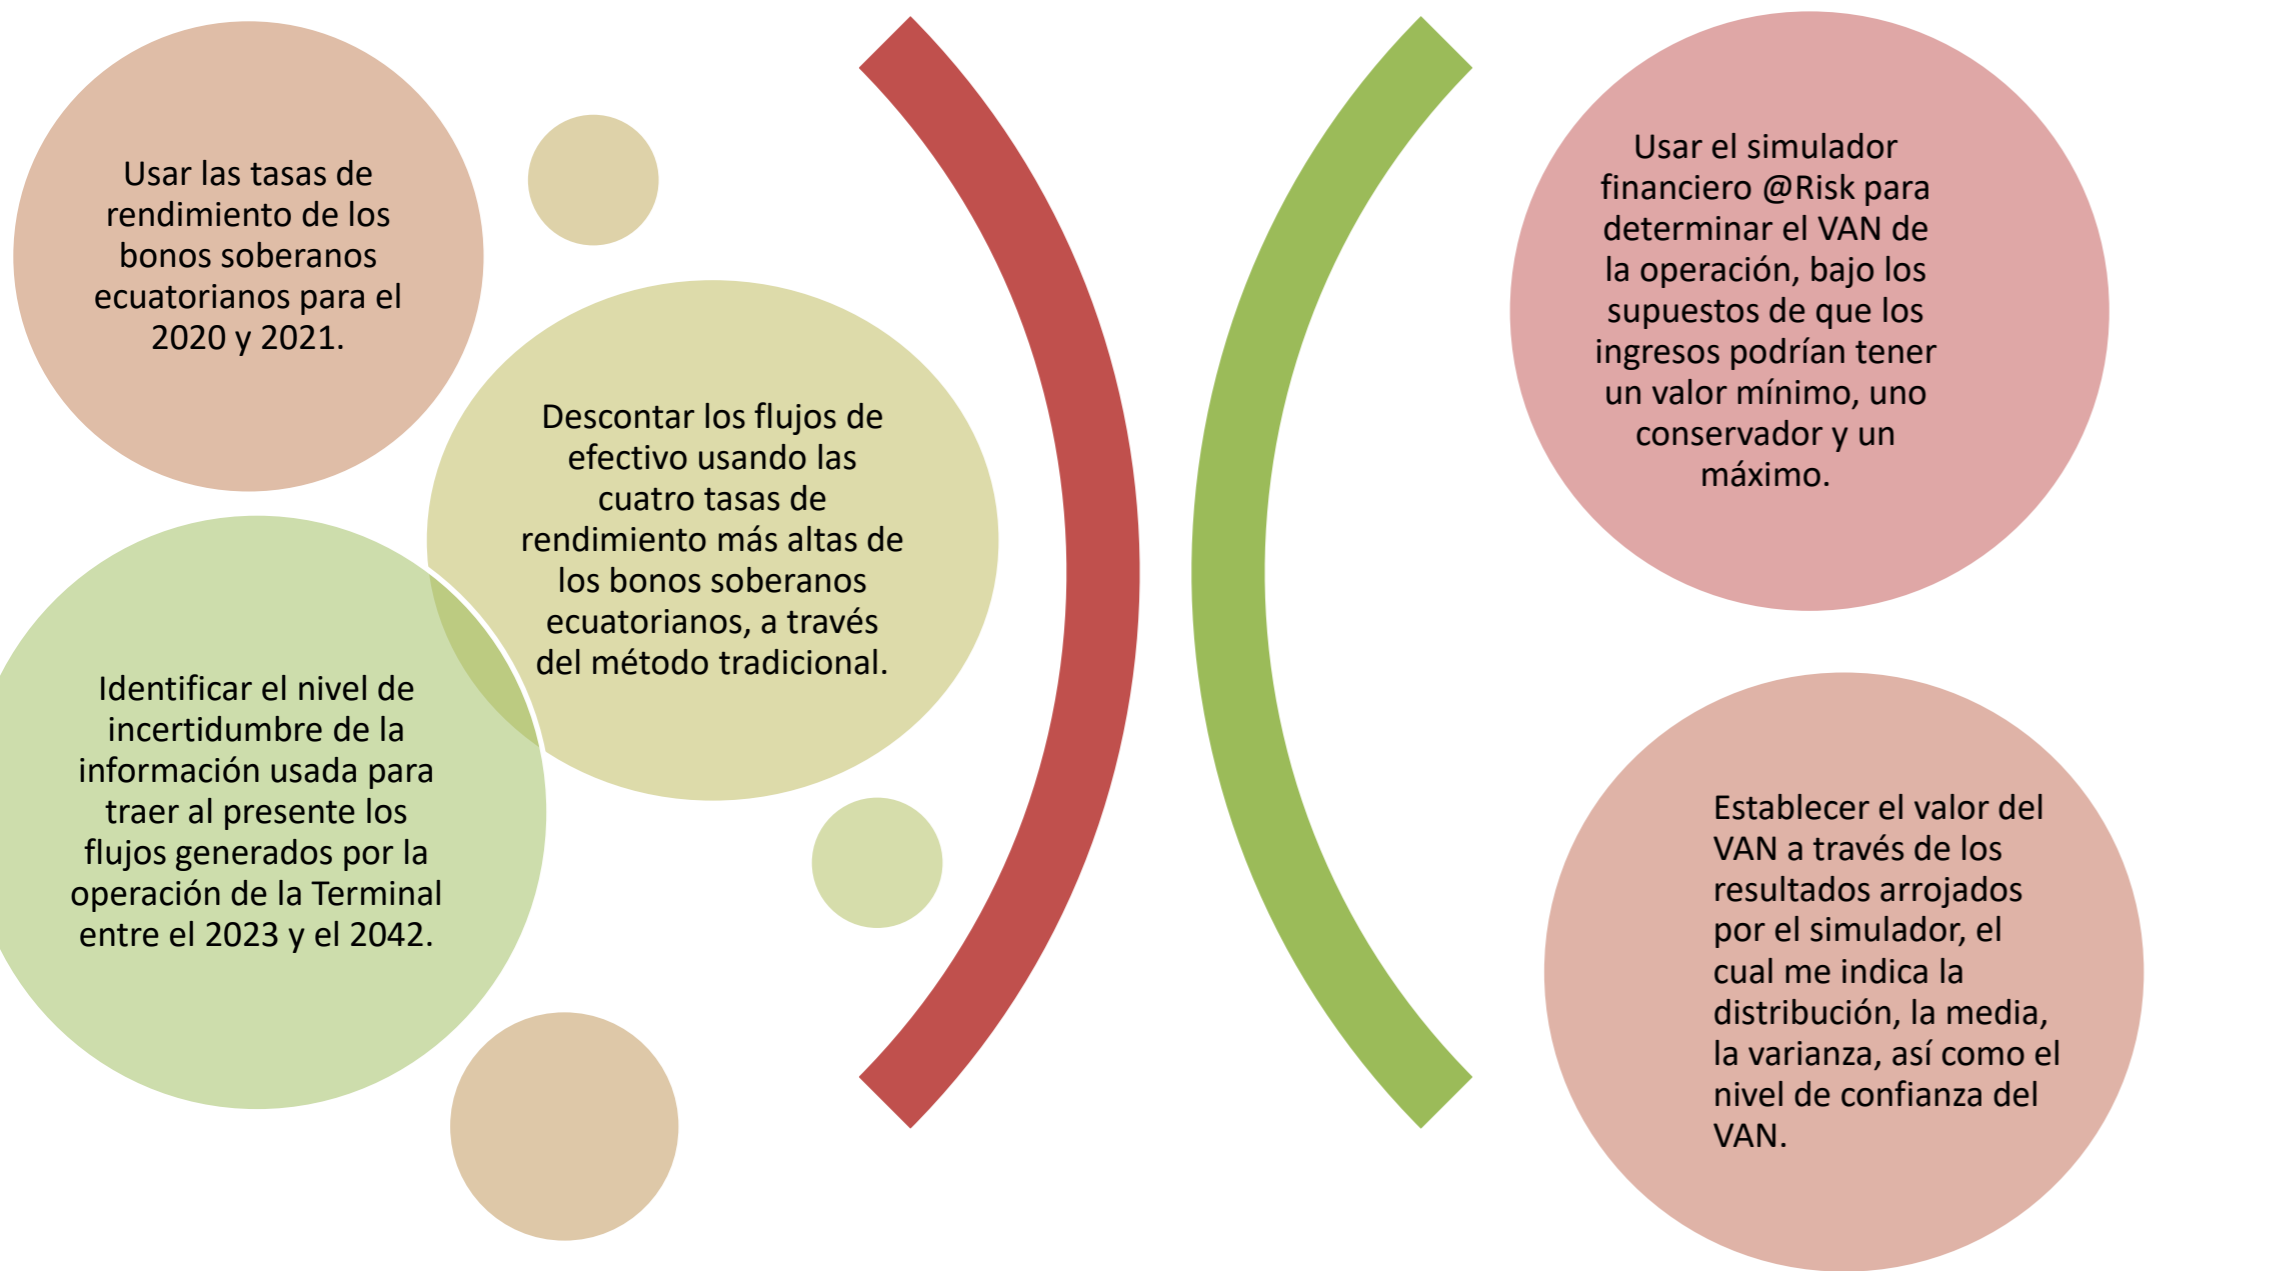 Usar las tasas de
rendimiento de los
bonos soberanos
ecuatorianos para el
2020 y 2021.
Descontar los flujos de
efectivo usando las
cuatro tasas de
rendimiento más altas de
los bonos soberanos
ecuatorianos, a través
del método tradicional.
Identificar el nivel de
incertidumbre de la
información usada para
traer al presente los
flujos generados por la
operación de la Terminal
entre el 2023 y el 2042.
Usar el simulador
financiero @Risk para
determinar el VAN de
la operación, bajo los
supuestos de que los
ingresos podrían tener
un valor mínimo, uno
conservador y un
máximo.
Establecer el valor del
VAN a través de los
resultados arrojados
por el simulador, el
cual me indica la
distribución, la media,
la varianza, así como el
nivel de confianza del
VAN.